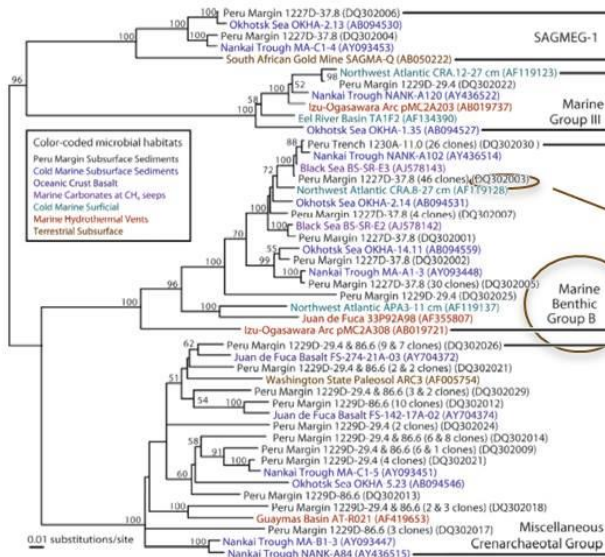 Peru Margin 1227D-37.8 (DQ302006)
Okhotsk Sea OKHA-2.13 (AB094530)
Peru Margin 1227D-37.8 (DQ302004)
Nankai Trough MA-C1-4 (AY093453)
South African Gold Mine SAGMA-Q (AB050222)
SAGMEG-1
Northwest Atlantic CRA.12-27 cm (AF119123)
Peru Margin 1229D-29.4 (DQ302022)
Nankai Trough NANK-A120 (AY436522)
Izu-Ogasawara Arc pMC2A203 (AB019737)
Eel River Basin TA1F2 (AF134390)
Okhotsk Sea OKHA-1.35 (AB094527)
Marine
Group III
Peru Trench 1230A-11.0 (26 clones) (DQ302030 )
Nankai Trough NANK-A102 (AY436514)
Black Sea BS-SR-E3 (AJ578143)
Peru Margin 1227D-37.8 (46 clones) (DQ302003)
Northwest Atlantic CRA.8-27 cm (AF119128)
Okhotsk Sea OKHA-2.14 (AB094531)
Peru Margin 1227D-37.8 (4 clones) (DQ302007)
Black Sea BS-SR-E2 (AJ578142)
Peru Margin 1227D-37.8 (DQ302001)
Okhotsk Sea OKHA-14.11 (AB094559)
Peru Margin 1227D-37.8 (DQ302002)
Nankai Trough MA-A1-3 (AY093448)
Peru Margin 1227D-37.8 (30 clones) (DQ302005)
Peru Margin 1229D-29.4 (DQ302025)
Northwest Atlantic APA3-11 cm (AF119137)
Juan de Fuca 33P92A98 (AF355807)
Izu-Ogasawara Arc pMC2A308 (AB019721)
Marine
Benthic
Group B
Peru Margin 1229D-29.4 & 86.6 (9 & 7 clones) (DQ302026)
Juan de Fuca Basalt FS-274-21A-03 (AY704372)
Peru Margin 1229D-29.4 & 86.6 (2 & 2 clones) (DQ302021)
Washington State Paleosol ARC3 (AF005754)
Peru Margin 1229D-29.4 & 86.6 (3 & 2 clones) (DQ302029)
Peru Margin 1229D-86.6 (10 clones) (DQ302012)
Juan de Fuca Basalt FS-142-17A-02 (AY704374)
Peru Margin 1229D-29.4 (2 clones) (DQ302024)
Peru Margin 1229D-29.4 & 86.6 (6 & 8 clones) (DQ302014)
Peru Margin 1229D-29.4 & 86.6 (6 & 1 clones) (DQ302009)
Peru Margin 1229D-29.4 (4 clones) (DQ302021)
Nankai Trough MA-C1-5 (AY093451)
Okhotsk Sea OKHA 5.23 (AB094546)
Peru Margin 1229D-86.6 (DQ302013)
Peru Margin 1229D-29.4 & 86.6 (2 & 3 clones) (DQ302018)
Guaymas Basin AT-R021 (AF419653)
Peru Margin 1229D-86.6 (3 clones) (DQ302017)
Nankai Trough MA-B1-3 (AY093447)
Nankai Trough NANK-A84 (AY436515)
Miscellaneous
Crenarchaeotal Group
Color-coded microbial habitats
Peru Margin Subsurface Sediments
Cold Marine Subsurface Sediments
Oceanic Crust Basalt
Marine Carbonates at CH4 seeps
Cold Marine Surficial
Marine Hydrothermal Vents
Terrestrial Subsurface
100
100
100
96
98
52
100
100
88
100
72
100
100
70
55
99
100
96
100
100
62
51
54
100
58
91
100
60
100
100
100
0.01 substitutions/site